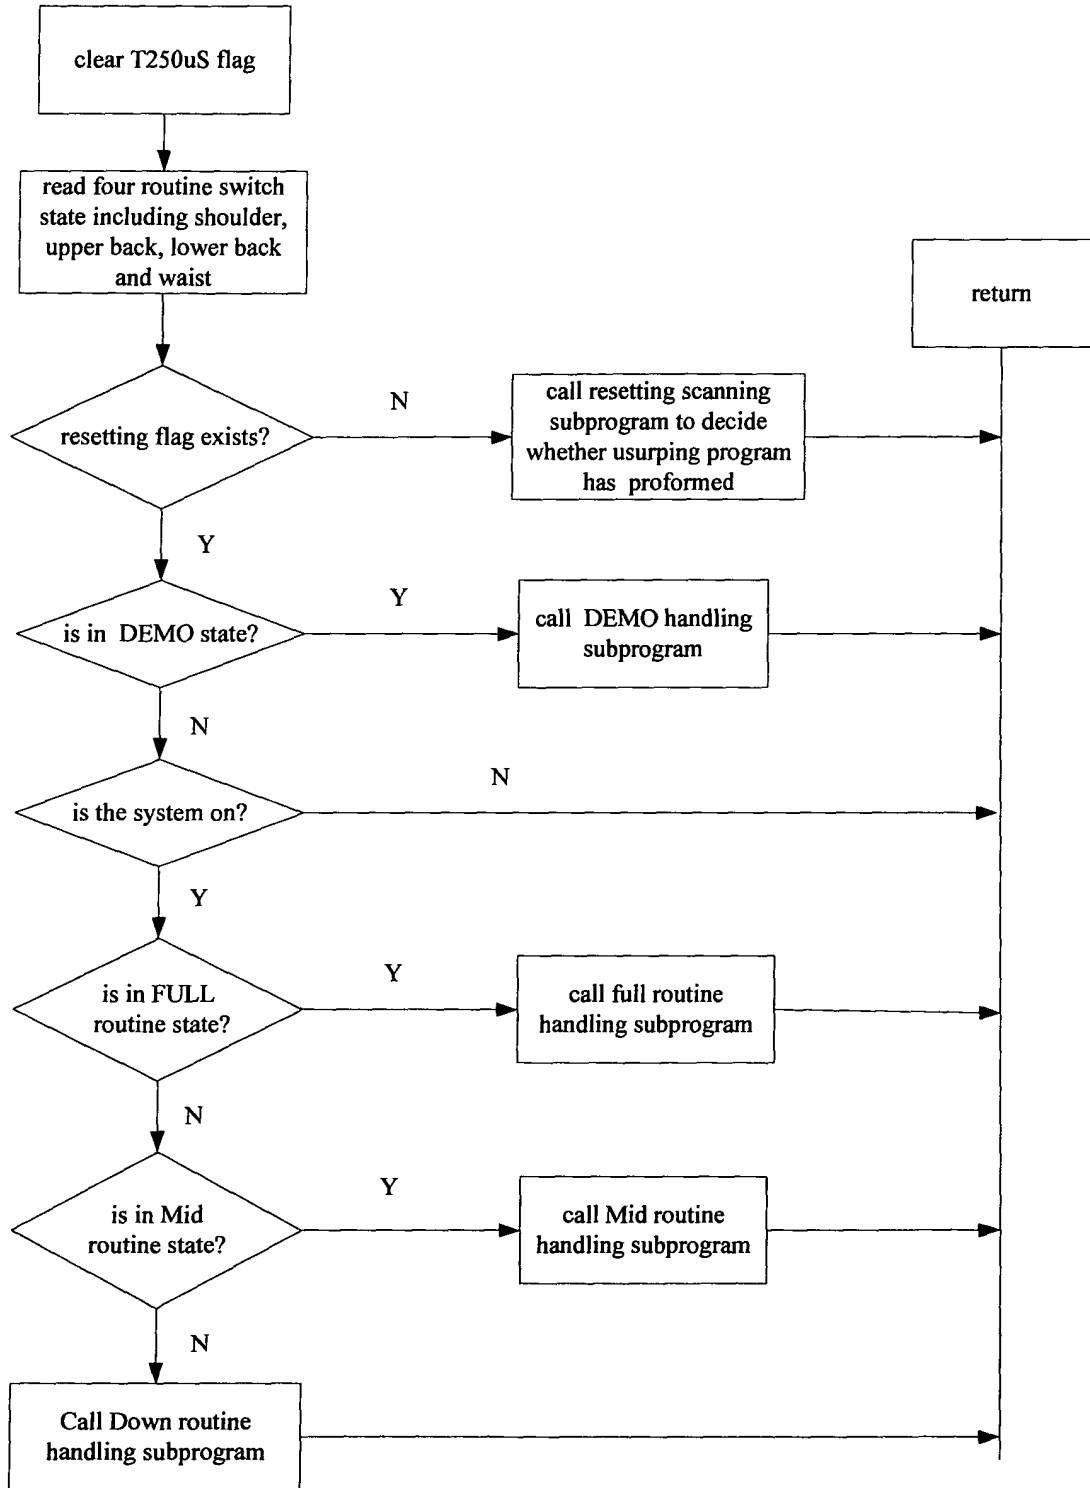 clear T250uS flag
read four routine switch
state including shoulder,
upper back, lower back
and waist
return
resetting flag exists?
N
call resetting scanning
subprogram to decide
whether usurping program
has proformed
Y
is in DEMO state?
Y
call DEMO handling
subprogram
N
is the system on?
N
Y
is in FULL
routine state?
Y
call full routine
handling subprogram
N
is in Mid
routine state?
Y
call Mid routine
handling subprogram
N
Call Down routine
handling subprogram